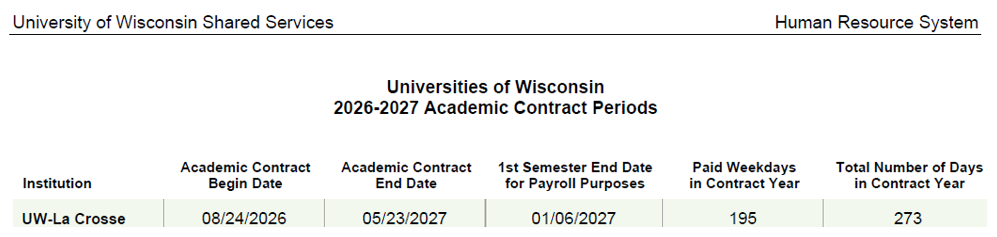 University of Wisconsin Shared Services Human Resource System
Universities of Wisconsin
2026-2027 Academic Contract Periods
Academic Contract Academic Contract 1st Semester End Date Paid Weekdays Total Number of Days
Institution Begin Date End Date for Payroll Purposes in Contract Year in Contract Year
UW-La Crosse 08/24/2026 05/23/2027 01/06/2027 195 273